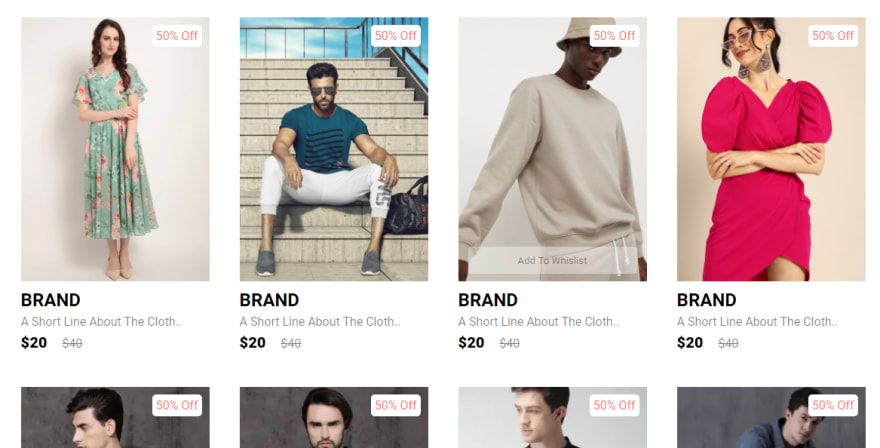 50% Off
50% Off
50% Off
50% Off
Add To Whislist
BRAND
A Short Line About The Cloth..
$20 $40
BRAND
A Short Line About The Cloth..
$20 $40
BRAND
A Short Line About The Cloth..
$20 $40
BRAND
A Short Line About The Cloth..
$20 $40
50% Off
50% Off
50% Off
50% Off